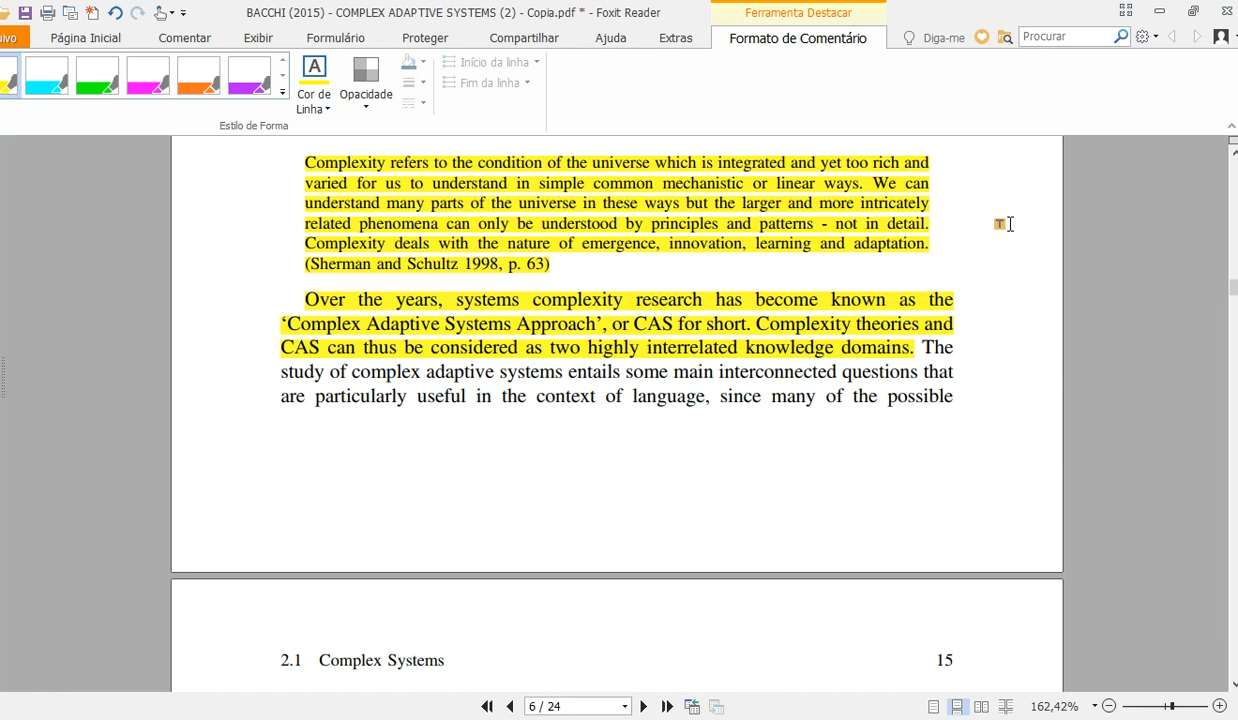 BACCHI (2015) - COMPLEX ADAPTIVE SYSTEMS (2) - Copia.pdf * - Foxit Reader
Ferramenta Destacar
ivo Página Inicial Comentar Exibir Formulário Proteger Compartilhar Ajuda Extras Formato de Comentário Diga-me Procurar
Cor de Linha
Opacidade
Início da linha
Fim da linha
Estilo de Forma
Complexity refers to the condition of the universe which is integrated and yet too rich and
varied for us to understand in simple common mechanistic or linear ways. We can
understand many parts of the universe in these ways but the larger and more intricately
related phenomena can only be understood by principles and patterns - not in detail.
Complexity deals with the nature of emergence, innovation, learning and adaptation.
(Sherman and Schultz 1998, p. 63)
Over the years, systems complexity research has become known as the
‘Complex Adaptive Systems Approach’, or CAS for short. Complexity theories and
CAS can thus be considered as two highly interrelated knowledge domains. The
study of complex adaptive systems entails some main interconnected questions that
are particularly useful in the context of language, since many of the possible
2.1 Complex Systems 15
6 / 24
162,42%